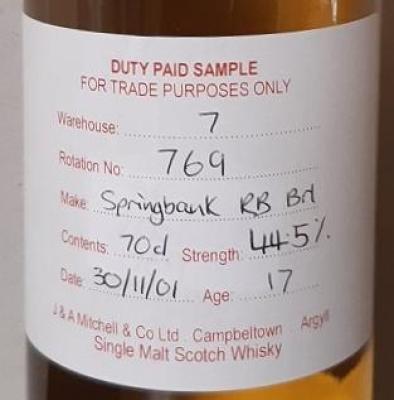 DUTY PAID SAMPLE
FOR TRADE PURPOSES ONLY
Warehouse: 7
Rotation No: 769
Make: Springbank RB Brl
Contents: 70cl Strength: 44.5%
Date: 30/11/01 Age: 17
J & A Mitchell & Co Ltd . Campbeltown . Argyll
Single Malt Scotch Whisky